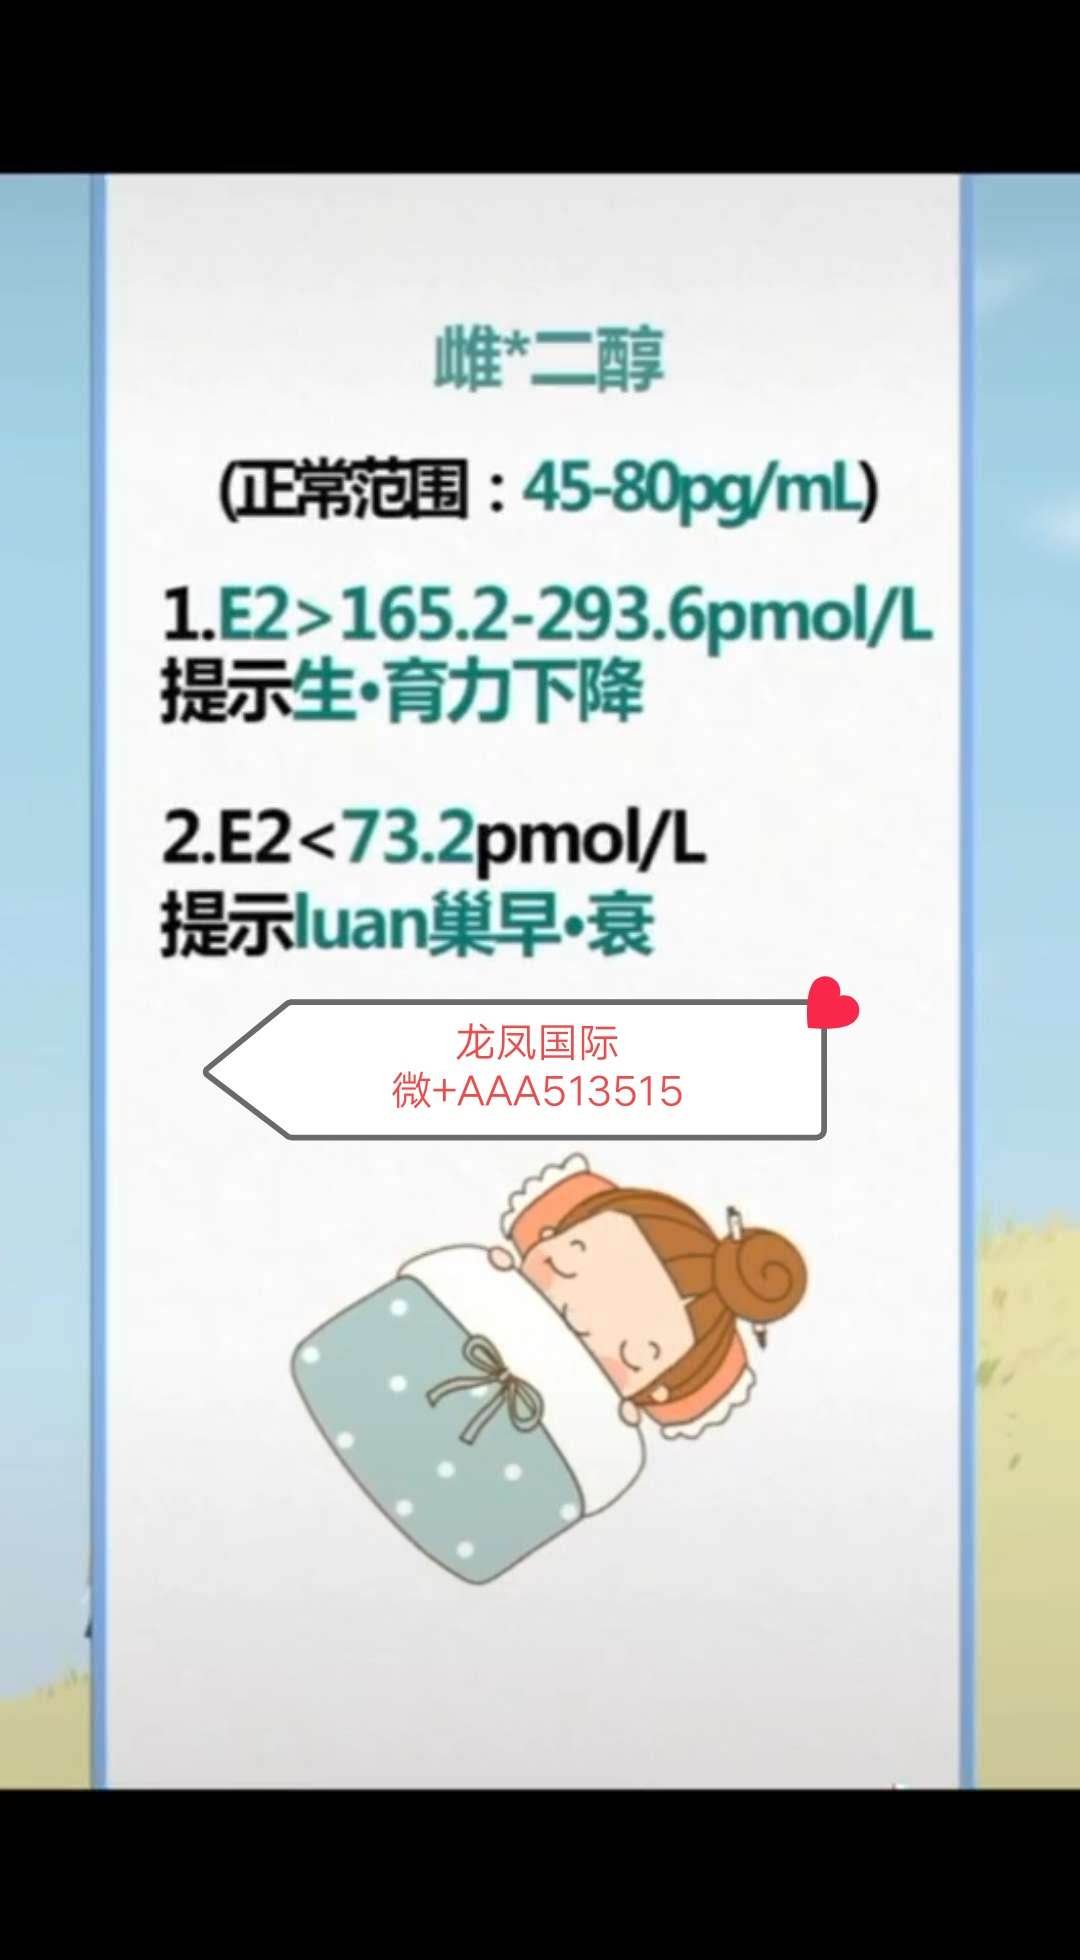 雌*二醇
(正常范围：45-80pg/mL)
1.E2>165.2-293.6pmol/L
提示生·育力下降
2.E2<73.2pmol/L
提示luan巢早·衰
龙凤国际
微+AAA513515